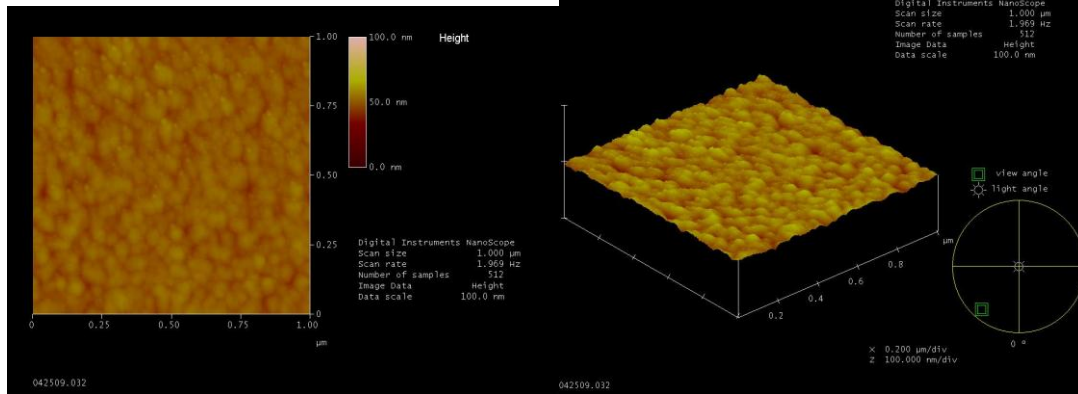 100.0 nm
Height
50.0 nm
0.0 nm
1.00
0.75
0.50
0.25
0
0 0.25 0.50 0.75 1.00
μm
Digital Instruments NanoScope
Scan size 1.000 μm
Scan rate 1.969 Hz
Number of samples 512
Image Data Height
Data scale 100.0 nm
042509.032
Digital Instruments NanoScope
Scan size 1.000 μm
Scan rate 1.969 Hz
Number of samples 512
Image Data Height
Data scale 100.0 nm
view angle
light angle
μm
0.8
0.6
0.4
0.2
0 °
X 0.200 μm/div
Z 100.000 nm/div
042509.032